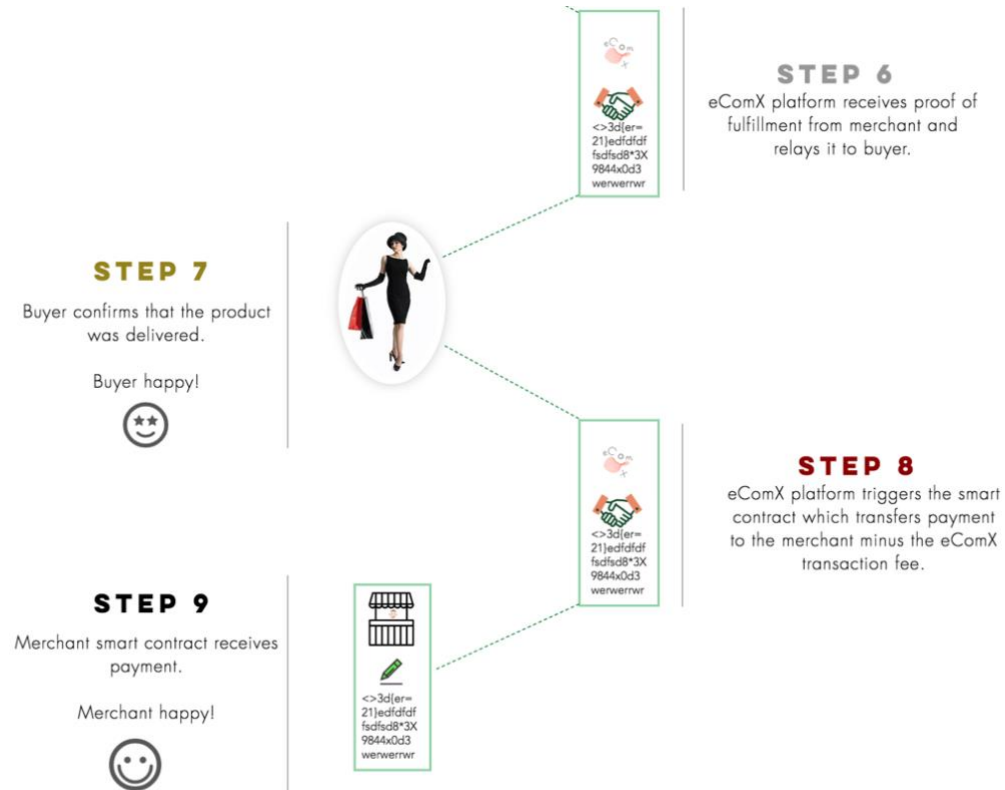 eComX
<>3d{er=
21}edfdfdf
fsdfsd8*3X
9844x0d3
werwerrwr
STEP 6
eComX platform receives proof of
fulfillment from merchant and
relays it to buyer.
STEP 7
Buyer confirms that the product
was delivered.
Buyer happy!
eComX
<>3d{er=
21}edfdfdf
fsdfsd8*3X
9844x0d3
werwerrwr
STEP 8
eComX platform triggers the smart
contract which transfers payment
to the merchant minus the eComX
transaction fee.
STEP 9
Merchant smart contract receives
payment.
Merchant happy!
<>3d{er=
21}edfdfdf
fsdfsd8*3X
9844x0d3
werwerrwr